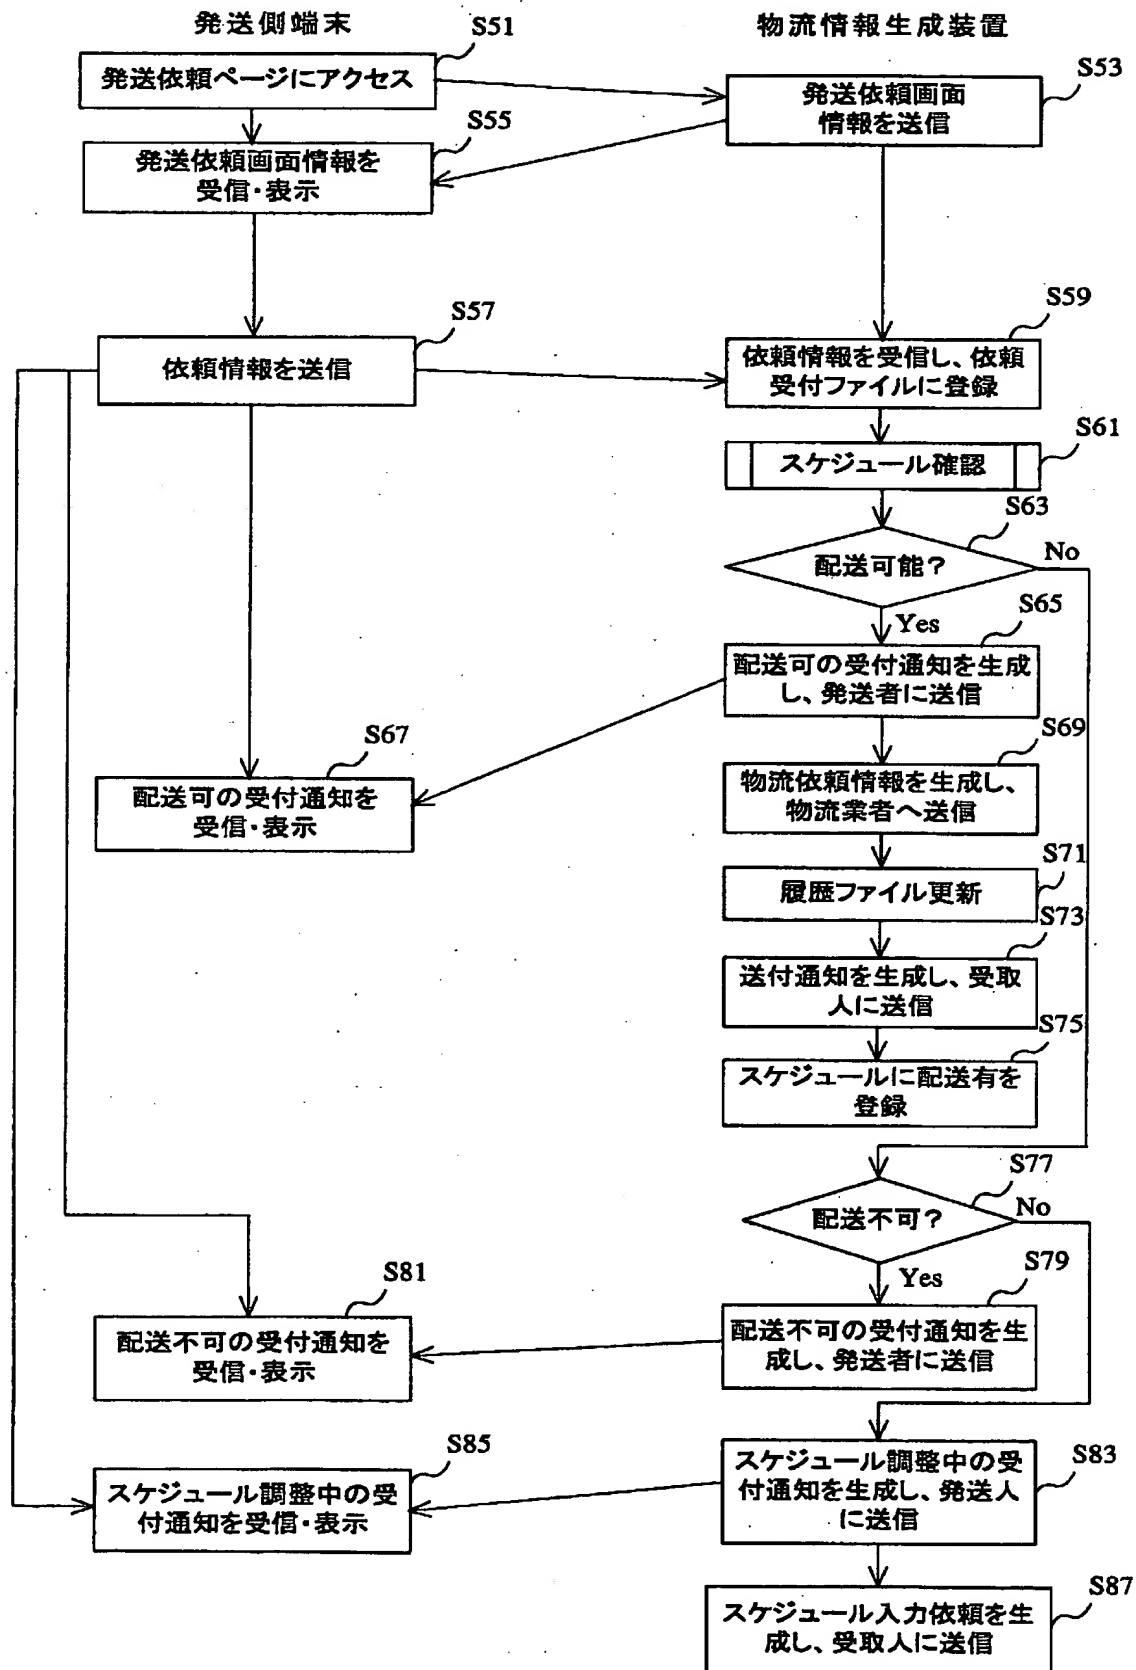 発送側端末
物流情報生成装置
S51
発送依頼ページにアクセス
S53
発送依頼画面
情報を送信
S55
発送依頼画面情報を
受信・表示
S57
依頼情報を送信
S59
依頼情報を受信し、依頼
受付ファイルに登録
S61
スケジュール確認
S63
配送可能?
No
Yes
S65
配送可の受付通知を生成
し、発送者に送信
S67
配送可の受付通知を
受信・表示
S69
物流依頼情報を生成し、
物流業者へ送信
S71
履歴ファイル更新
S73
送付通知を生成し、受取
人に送信
S75
スケジュールに配送有を
登録
S77
配送不可?
No
Yes
S79
配送不可の受付通知を生
成し、発送者に送信
S81
配送不可の受付通知を
受信・表示
S83
スケジュール調整中の受
付通知を生成し、発送人
に送信
S85
スケジュール調整中の受
付通知を受信・表示
S87
スケジュール入力依頼を生
成し、受取人に送信